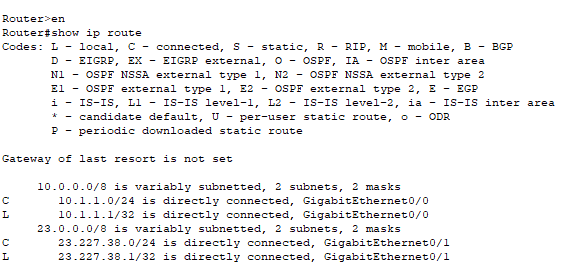 Router>en
Router#show ip route
Codes: L - local, C - connected, S - static, R - RIP, M - mobile, B - BGP
       D - EIGRP, EX - EIGRP external, O - OSPF, IA - OSPF inter area
       N1 - OSPF NSSA external type 1, N2 - OSPF NSSA external type 2
       E1 - OSPF external type 1, E2 - OSPF external type 2, E - EGP
       i - IS-IS, L1 - IS-IS level-1, L2 - IS-IS level-2, ia - IS-IS inter area
       * - candidate default, U - per-user static route, o - ODR
       P - periodic downloaded static route

Gateway of last resort is not set

     10.0.0.0/8 is variably subnetted, 2 subnets, 2 masks
C       10.1.1.0/24 is directly connected, GigabitEthernet0/0
L       10.1.1.1/32 is directly connected, GigabitEthernet0/0
     23.0.0.0/8 is variably subnetted, 2 subnets, 2 masks
C       23.227.38.0/24 is directly connected, GigabitEthernet0/1
L       23.227.38.1/32 is directly connected, GigabitEthernet0/1